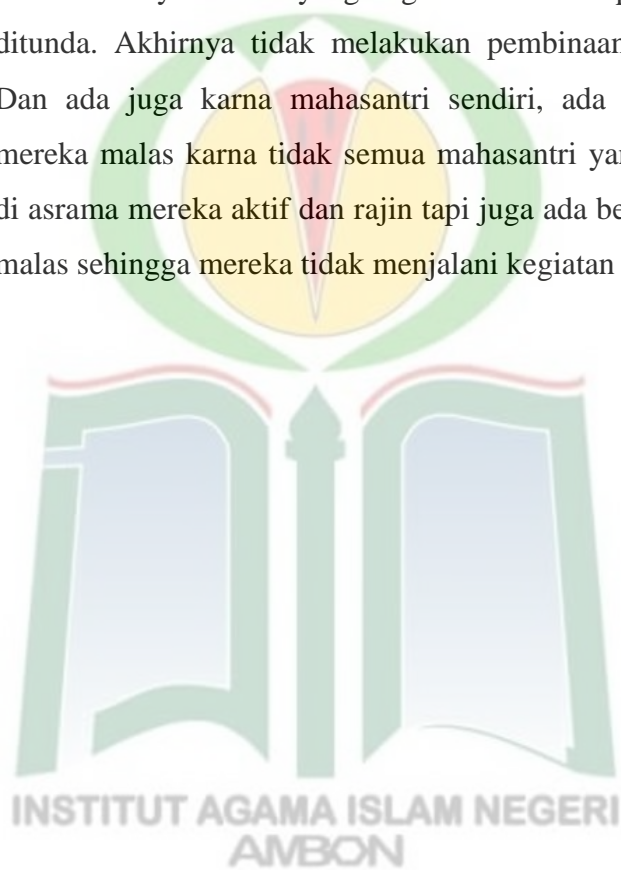 ditunda. Akhirnya tidak melakukan pembinaan
Dan ada juga karna mahasantri sendiri, ada
mereka malas karna tidak semua mahasantri
di asrama mereka aktif dan rajin tapi juga ada
malas sehingga mereka tidak menjalani kegiatan
INSTITUT AGAMA ISLAM NEGERI
AMBON